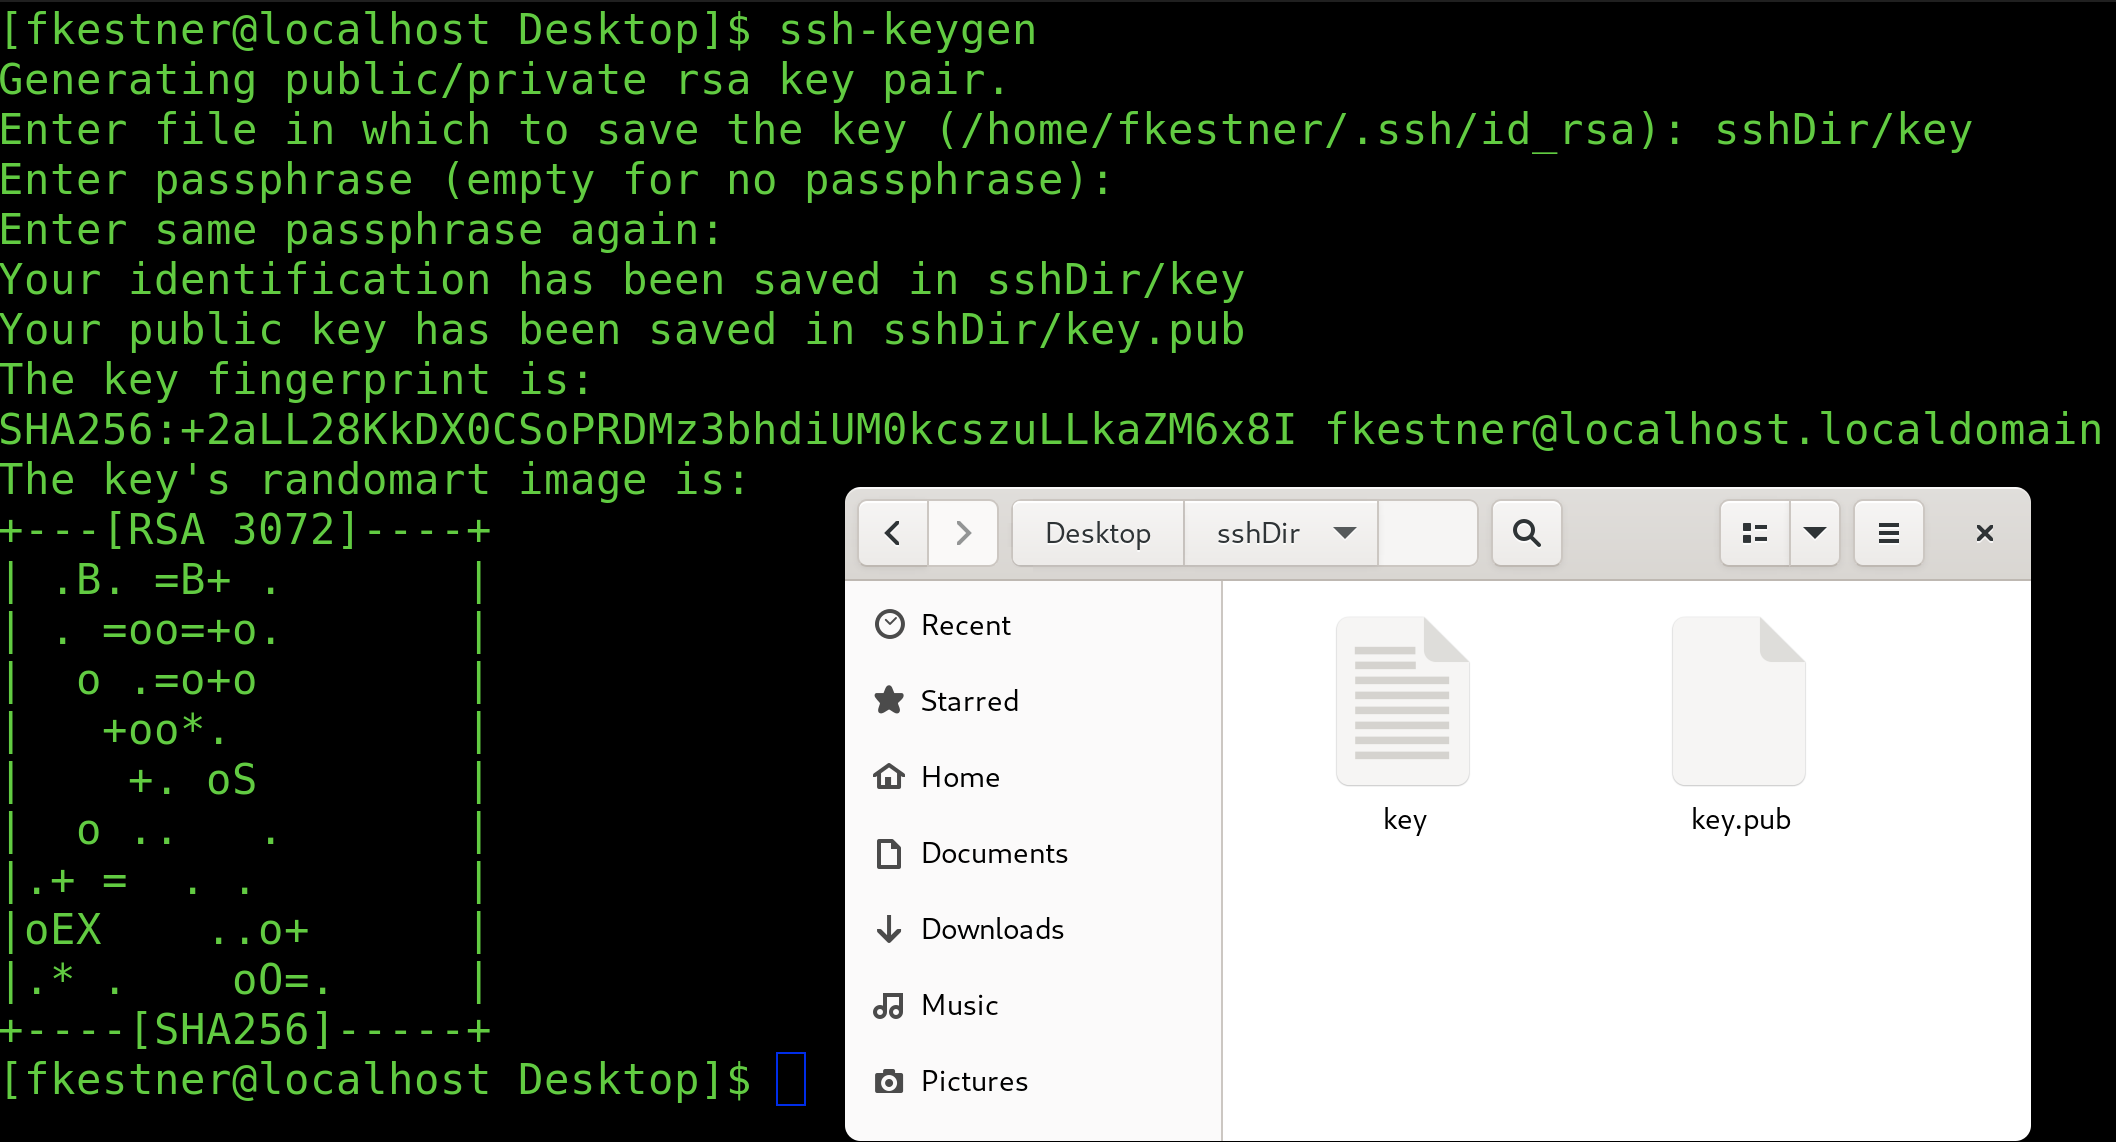 [fkestner@localhost Desktop]$ ssh-keygen
Generating public/private rsa key pair.
Enter file in which to save the key (/home/fkestner/.ssh/id_rsa): sshDir/key
Enter passphrase (empty for no passphrase):
Enter same passphrase again:
Your identification has been saved in sshDir/key
Your public key has been saved in sshDir/key.pub
The key fingerprint is:
SHA256:+2aLL28KkDX0CSoPRDMz3bhdiUM0kcszuLLkaZM6x8I fkestner@localhost.localdomain
The key's randomart image is:
+---[RSA 3072]----+
| .B. =B+ .       |
| . =oo=+o.       |
|  o .=o+o        |
|   +oo*.         |
|    +. oS        |
|  o ..   .       |
|.+ =  . .        |
|oEX    ..o+      |
|.* .    oO=.     |
+----[SHA256]-----+
[fkestner@localhost Desktop]$
Desktop sshDir
Recent
Starred
Home
Documents
Downloads
Music
Pictures
key key.pub